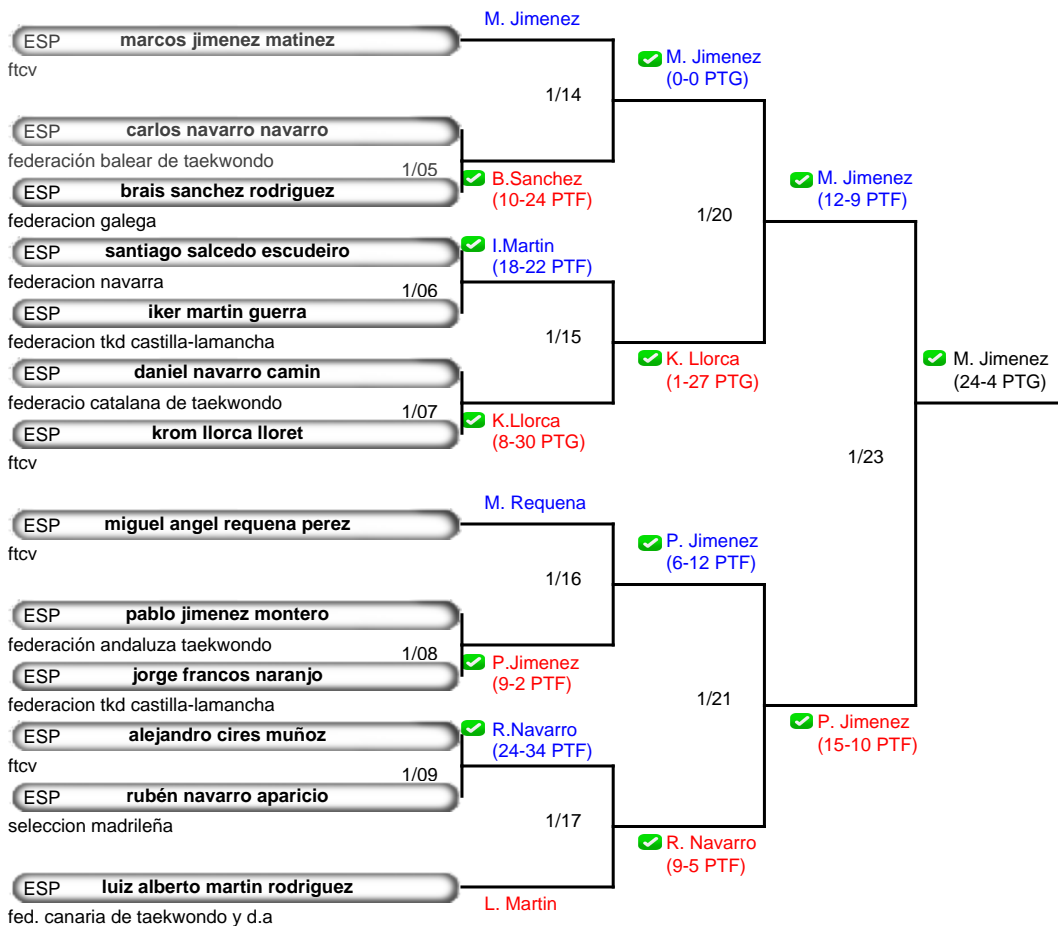 M. Jimenez
ESP marcos jimenez matinez
ftcv
M. Jimenez
(0-0 PTG)
1/14
ESP carlos navarro navarro
federación balear de taekwondo
1/05
ESP brais sanchez rodriguez
federacion galega
B.Sanchez
(10-24 PTF)
M. Jimenez
(12-9 PTF)
1/20
ESP santiago salcedo escudeiro
federacion navarra
I.Martin
(18-22 PTF)
1/06
ESP iker martin guerra
federacion tkd castilla-lamancha
1/15
K. Llorca
(1-27 PTG)
ESP daniel navarro camin
federacio catalana de taekwondo
1/07
ESP krom llorca lloret
ftcv
K.Llorca
(8-30 PTG)
M. Jimenez
(24-4 PTG)
1/23
M. Requena
ESP miguel angel requena perez
ftcv
P. Jimenez
(6-12 PTF)
1/16
ESP pablo jimenez montero
federación andaluza taekwondo
1/08
ESP jorge francos naranjo
federacion tkd castilla-lamancha
P.Jimenez
(9-2 PTF)
1/21
P. Jimenez
(15-10 PTF)
ESP alejandro cires muñoz
ftcv
R.Navarro
(24-34 PTF)
1/09
ESP rubén navarro aparicio
seleccion madrileña
1/17
R. Navarro
(9-5 PTF)
ESP luiz alberto martin rodriguez
fed. canaria de taekwondo y d.a
L. Martin